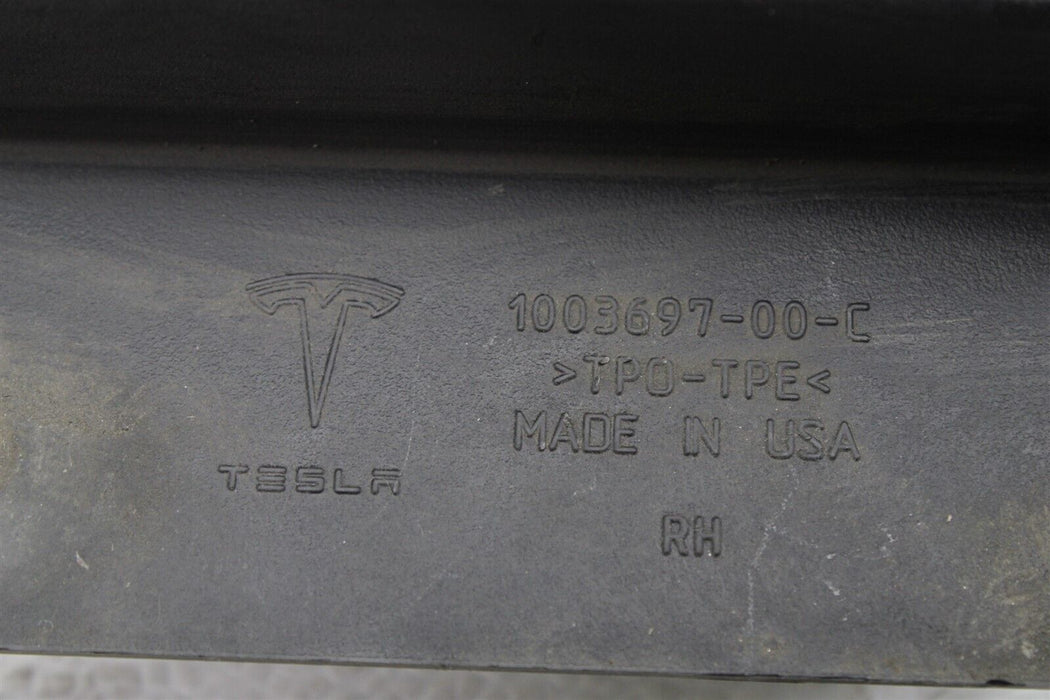 TESLA
1003697-00-C
>TPO-TPE<
MADE IN USA
RH